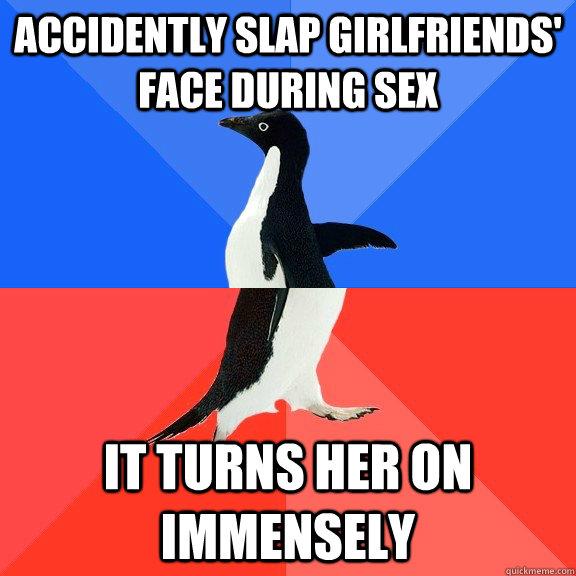 ACCIDENTLY SLAP GIRLFRIENDS'
FACE DURING SEX
IT TURNS HER ON
IMMENSELY
quickmeme.com